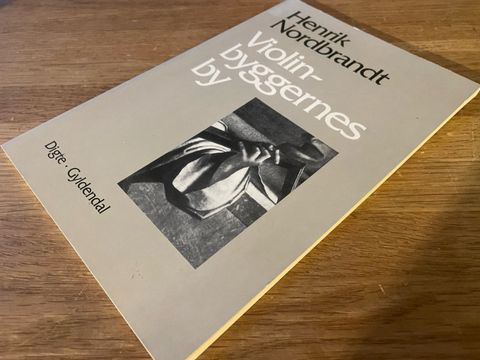 Henrik
Nordbrandt
Violin-
byggernes
by
Digte · Gyldendal